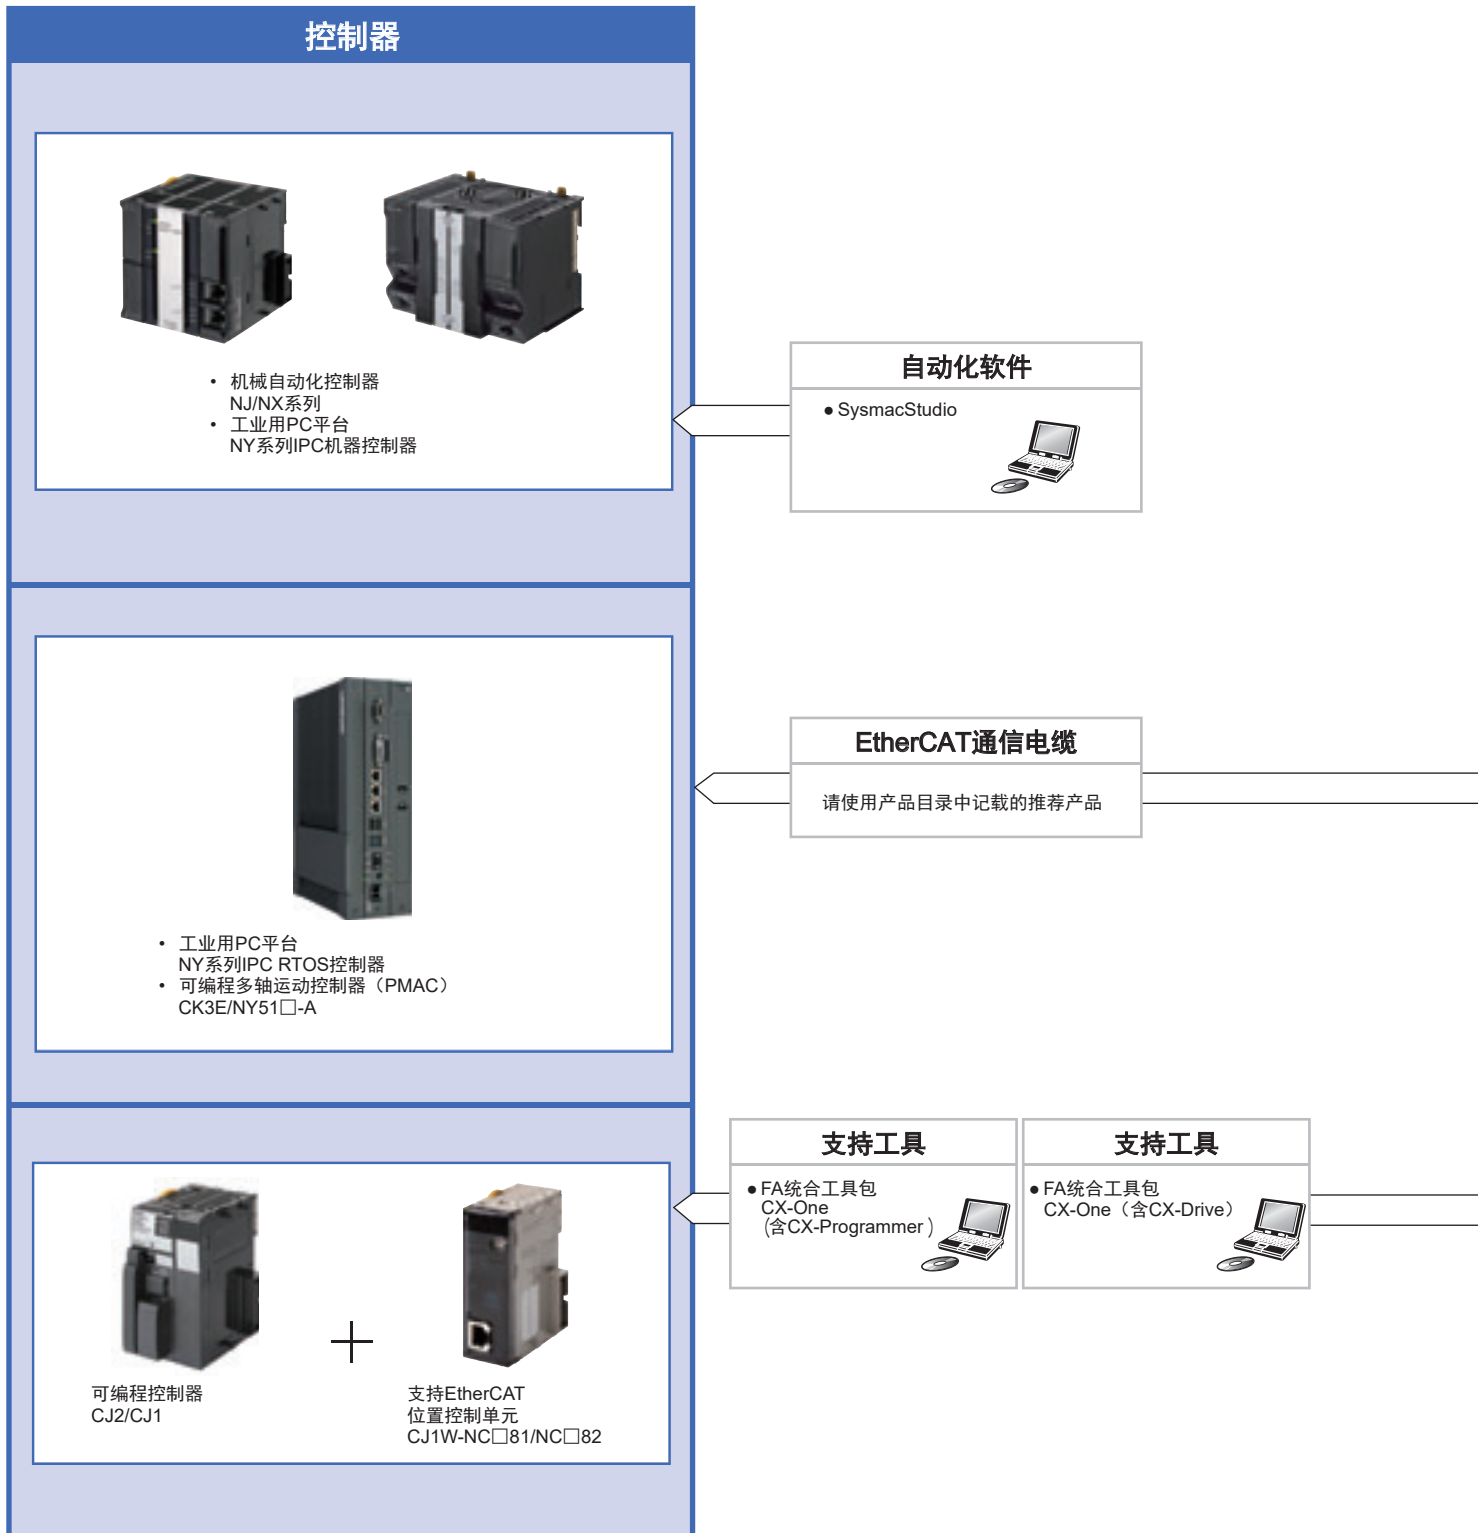 控制器
• 机械自动化控制器
NJ/NX系列
• 工业用PC平台
NY系列IPC机器控制器
自动化软件
● SysmacStudio
• 工业用PC平台
NY系列IPC RTOS控制器
• 可编程多轴运动控制器（PMAC）
CK3E/NY51□-A
EtherCAT通信电缆
请使用产品目录中记载的推荐产品
可编程控制器
CJ2/CJ1
支持EtherCAT
位置控制单元
CJ1W-NC□81/NC□82
支持工具
● FA统合工具包
CX-One
(含CX-Programmer)
支持工具
● FA统合工具包
CX-One（含CX-Drive）